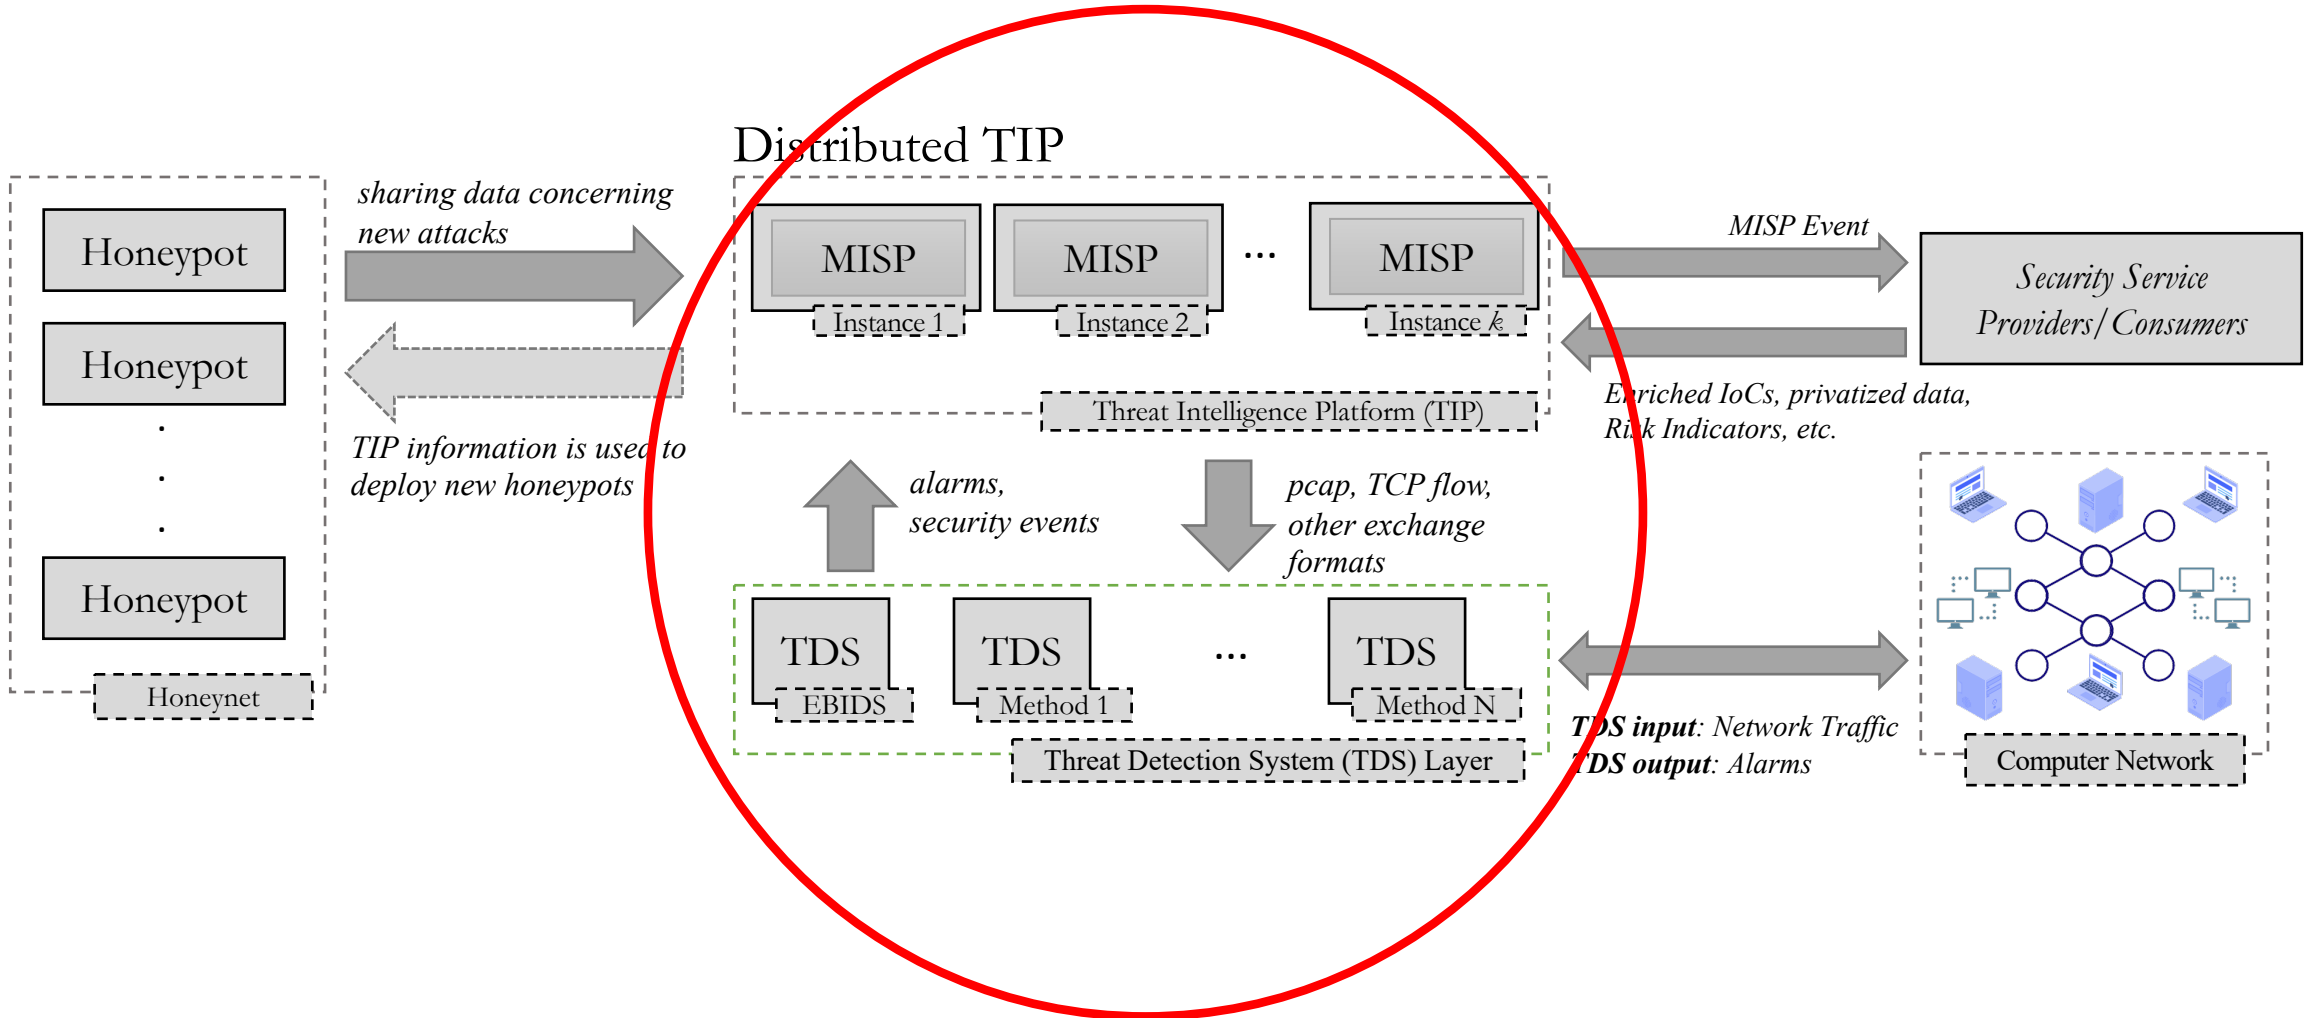 Distributed TIP
Honeypot
Honeypot
.
.
.
Honeypot
Honeynet
sharing data concerning
new attacks
TIP information is used to
deploy new honeypots
MISP
Instance 1
MISP
Instance 2
...
MISP
Instance k
Threat Intelligence Platform (TIP)
alarms,
security events
pcap, TCP flow,
other exchange
formats
TDS
EBIDS
TDS
Method 1
...
TDS
Method N
Threat Detection System (TDS) Layer
MISP Event
Security Service
Providers/Consumers
Enriched IoCs, privatized data,
Risk Indicators, etc.
TDS input: Network Traffic
TDS output: Alarms
Computer Network